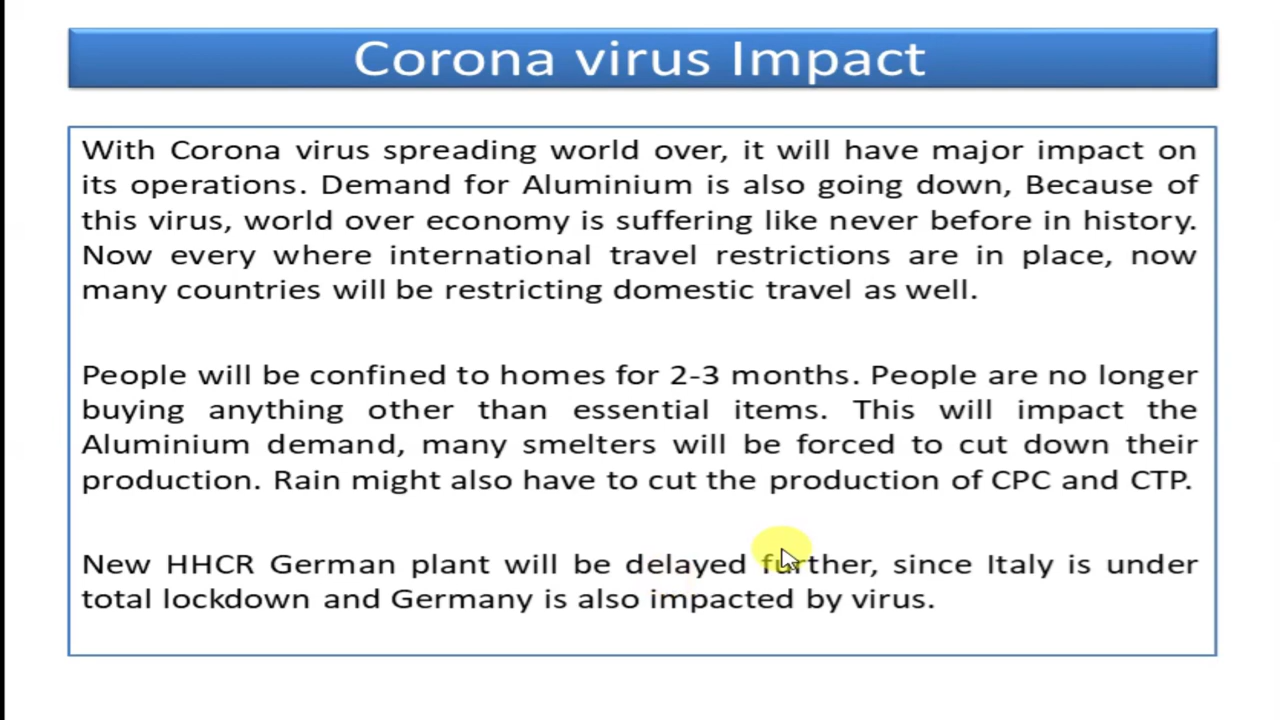 Corona virus Impact
With Corona virus spreading world over, it will have major impact on
its operations. Demand for Aluminium is also going down, Because of
this virus, world over economy is suffering like never before in history.
Now every where international travel restrictions are in place, now
many countries will be restricting domestic travel as well.
People will be confined to homes for 2-3 months. People are no longer
buying anything other than essential items. This will impact the
Aluminium demand, many smelters will be forced to cut down their
production. Rain might also have to cut the production of CPC and CTP.
New HHCR German plant will be delayed further, since Italy is under
total lockdown and Germany is also impacted by virus.